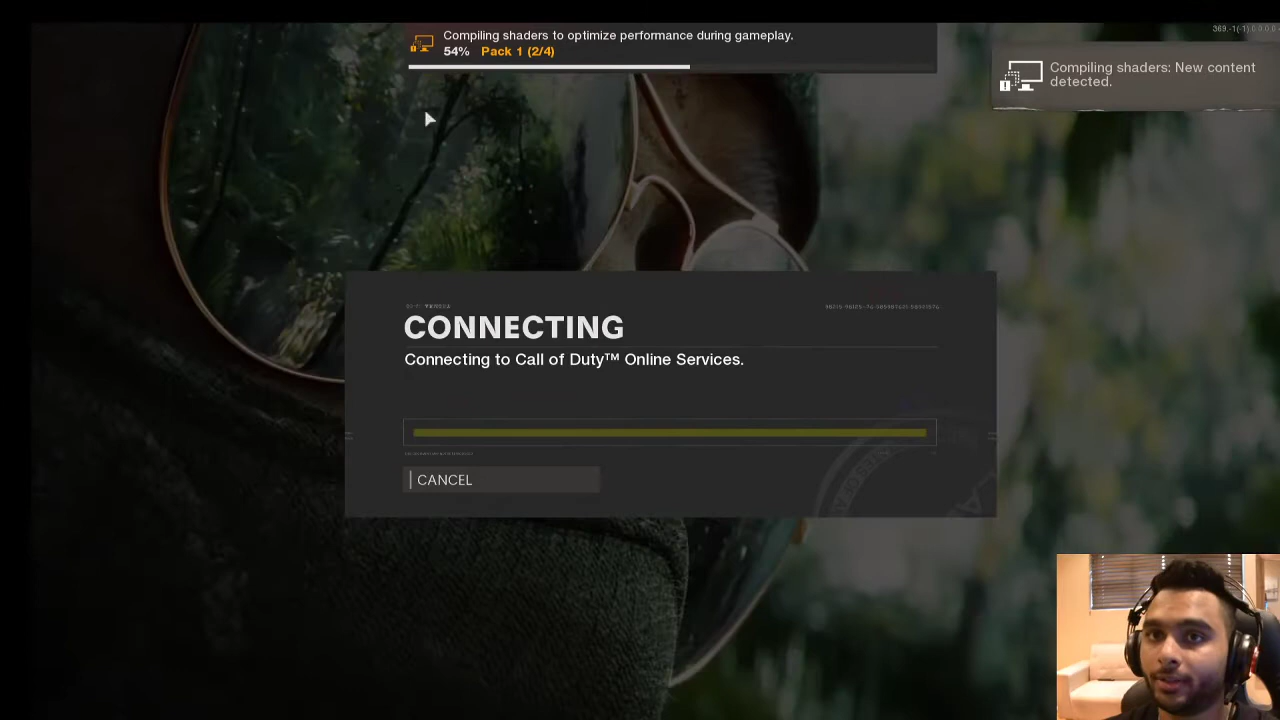 Compiling shaders to optimize performance during gameplay.
54% Pack 1 (2/4)
Compiling shaders: New content
detected.
CONNECTING
Connecting to Call of Duty™ Online Services.
CANCEL